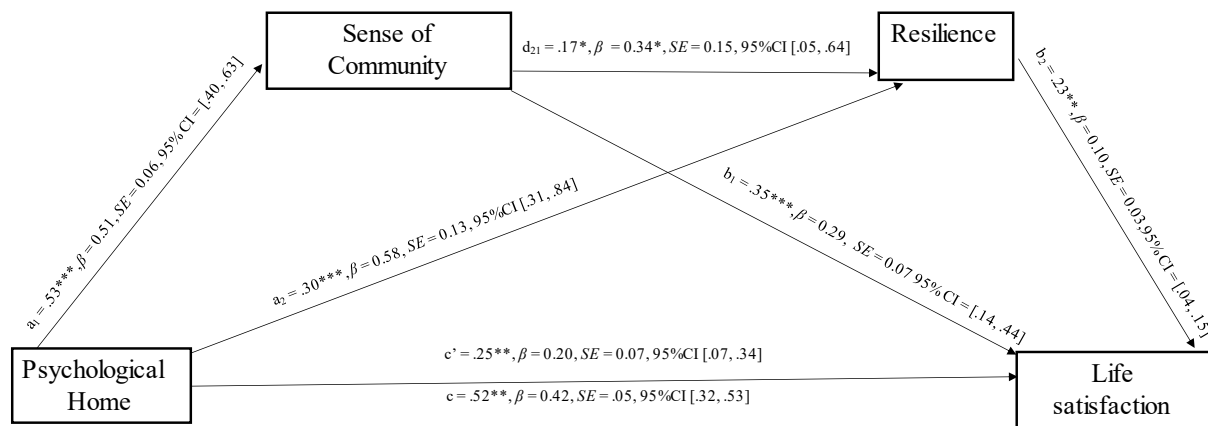 Sense of
Community
Resilience
d21 = .17*, β = 0.34*, SE = 0.15, 95%CI [.05, .64]
a1 = .53***, β = 0.51, SE = 0.06, 95%CI = [.40, .63]
a2 = .30***, β = 0.58, SE = 0.13, 95%CI [.31, .84]
b1 = .35***, β = 0.29, SE = 0.07 95%CI = [.14, .44]
b2 = .23**, β = 0.10, SE = 0.03,95%CI = [.04, .15]
Psychological
Home
c’ = .25**, β = 0.20, SE = 0.07, 95%CI [.07, .34]
c = .52**, β = 0.42, SE = .05, 95%CI [.32, .53]
Life
satisfaction